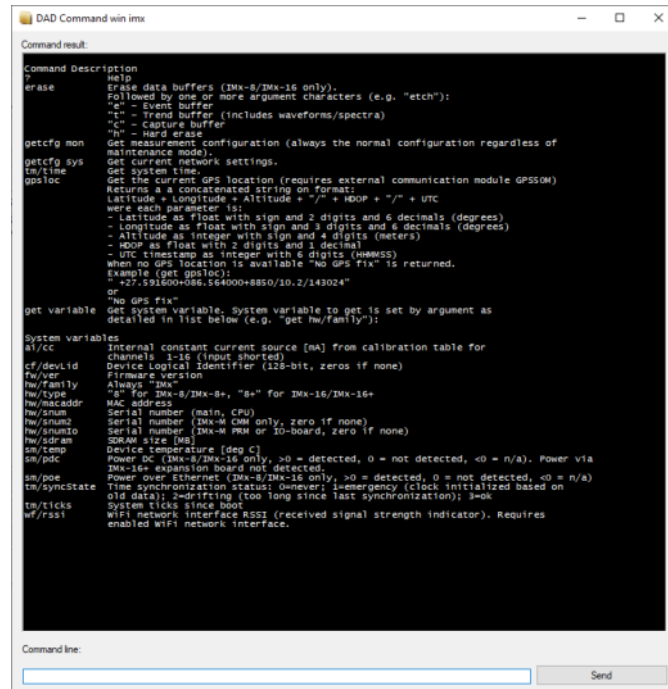 DAD Command win imx
Command result:
Command Description
? Help
erase Erase data buffers (IMx-8/IMx-16 only).
Followed by one or more argument characters (e.g. "etch"):
"e" - Event buffer
"t" - Trend buffer (includes waveforms/spectra)
"c" - Capture buffer
"h" - Hard erase
getcfg mon Get measurement configuration (always the normal configuration regardless of
maintenance mode).
getcfg sys Get current network settings.
tm/time Get system time.
gpsloc Get the current GPS location (requires external communication module GPSSOM)
Returns a a concatenated string on format:
Latitude + Longitude + Altitude + "/" + HDOP + "/" + UTC
were each parameter is:
- Latitude as float with sign and 2 digits and 6 decimals (degrees)
- Longitude as float with sign and 3 digits and 6 decimals (degrees)
- Altitude as integer with sign and 4 digits (meters)
- HDOP as float with 2 digits and 1 decimal
- UTC timestamp as integer with 6 digits (HHMMSS)
When no GPS location is available "No GPS fix" is returned.
Example (get gpsloc):
" +27.591600+086.564000+8850/10.2/143024"
or
"No GPS fix"
get variable Get system variable. System variable to get is set by argument as
detailed in list below (e.g. "get hw/family"):
System variables
ai/cc Internal constant current source [mA] from calibration table for
channels 1-16 (input shorted)
cf/devLid Device Logical Identifier (128-bit, zeros if none)
fw/ver Firmware version
hw/family Always "IMx"
hw/type "8" for IMx-8/IMx-8+, "8+" for IMx-16/IMx-16+
hw/macaddr MAC address
hw/snum Serial number (main, CPU)
hw/snum2 Serial number (IMx-M CMM only, zero if none)
hw/snumIo Serial number (IMx-M PRM or IO-board, zero if none)
hw/sdram SDRAM size [MB]
sm/temp Device temperature [deg C]
sm/pdc Power DC (IMx-8/IMx-16 only, >0 = detected, 0 = not detected, <0 = n/a). Power via
IMx-16+ expansion board not detected.
sm/poe Power over Ethernet (IMx-8/IMx-16 only, >0 = detected, 0 = not detected, <0 = n/a)
tm/syncState Time synchronization status: 0=never; 1=emergency (clock initialized based on
old data); 2=drifting (too long since last synchronization); 3=ok
tm/ticks System ticks since boot
wf/rssi WiFi network interface RSSI (received signal strength indicator). Requires
enabled WiFi network interface.
Command line:
Send